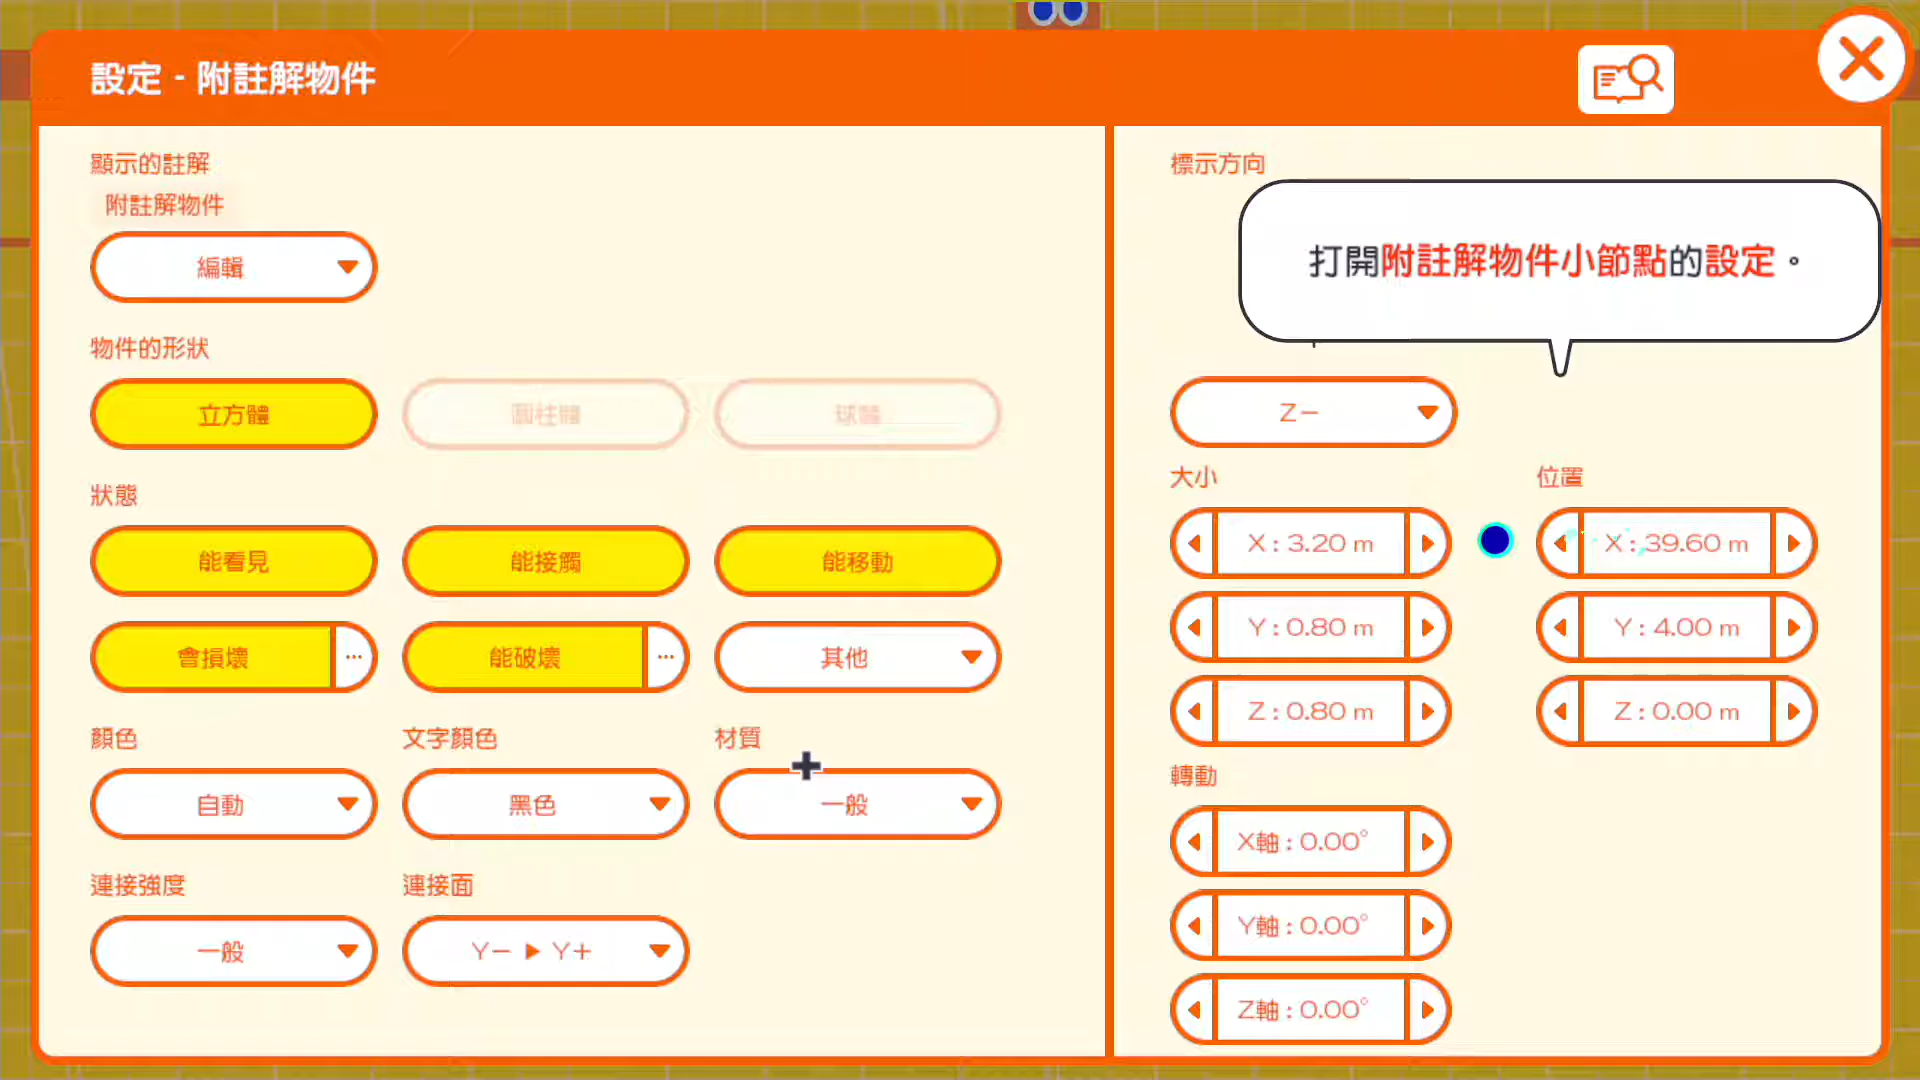 設定 - 附註解物件
顯示的註解
附註解物件
編輯
物件的形狀
立方體
圓柱體
球體
狀態
能看見
能接觸
能移動
會損壞
...
能破壞
...
其他
顏色
文字顏色
材質
自動
黑色
一般
連接強度
連接面
一般
Y− ▶ Y+
標示方向
打開附註解物件小節點的設定。
Z−
大小
位置
X : 3.20 m
X : 39.60 m
Y : 0.80 m
Y : 4.00 m
Z : 0.80 m
Z : 0.00 m
轉動
X軸 : 0.00°
Y軸 : 0.00°
Z軸 : 0.00°